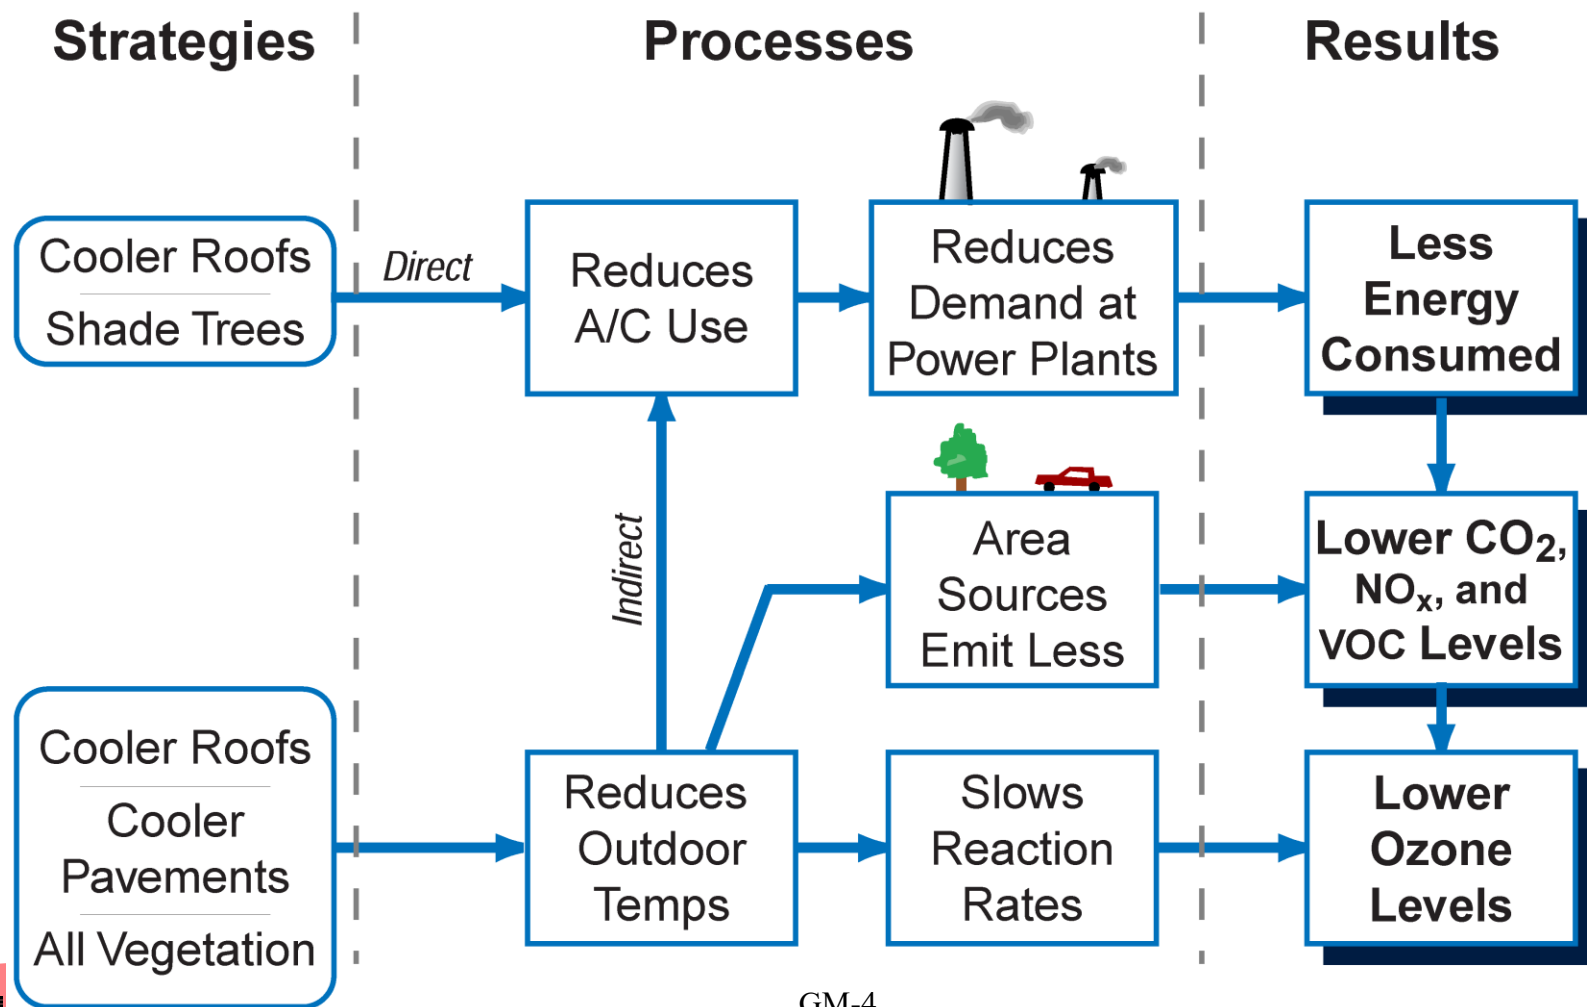 Strategies
Processes
Results
Cooler Roofs
Shade Trees
Direct
Reduces
A/C Use
Reduces
Demand at
Power Plants
Less
Energy
Consumed
Indirect
Area
Sources
Emit Less
Lower CO₂,
NOₓ, and
VOC Levels
Cooler Roofs
Cooler
Pavements
All Vegetation
Reduces
Outdoor
Temps
Slows
Reaction
Rates
Lower
Ozone
Levels
GM-4